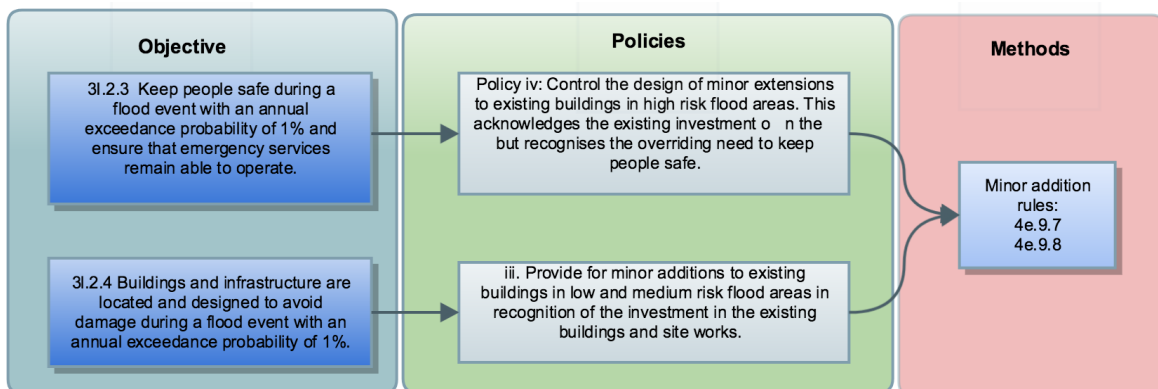 Objective
3l.2.3 Keep people safe during a
flood event with an annual
exceedance probability of 1% and
ensure that emergency services
remain able to operate.
3l.2.4 Buildings and infrastructure are
located and designed to avoid
damage during a flood event with an
annual exceedance probability of 1%.
Policies
Policy iv: Control the design of minor extensions
to existing buildings in high risk flood areas. This
acknowledges the existing investment o n the
but recognises the overriding need to keep
people safe.
iii. Provide for minor additions to existing
buildings in low and medium risk flood areas in
recognition of the investment in the existing
buildings and site works.
Methods
Minor addition
rules:
4e.9.7
4e.9.8